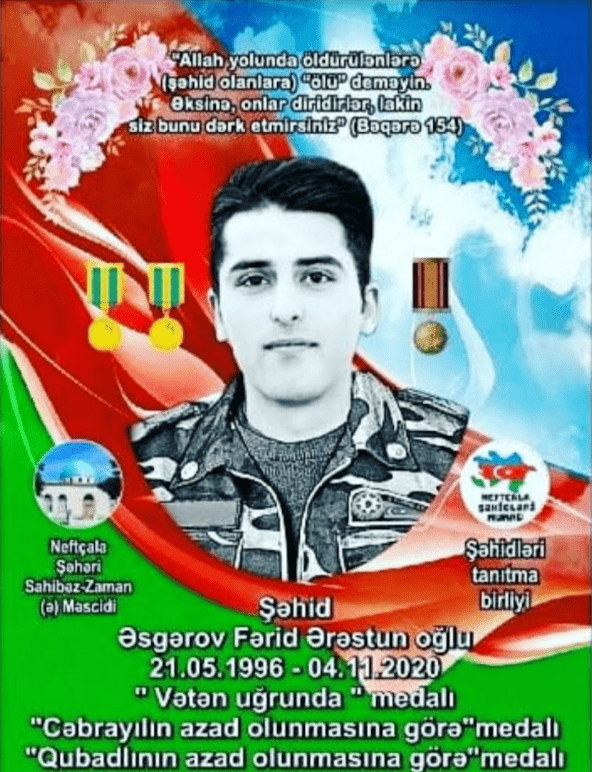 "Allah yolunda öldürülənlərə
(şəhid olanlara) "ölü" deməyin.
Əksinə, onlar diridirlər, lakin
siz bunu dərk etmirsiniz" (Bəqərə 154)
Neftçala
Şəhəri
Sahibəz-Zaman
(ə) Məscidi
NEFTÇALA
Şəhidləri
tanıtma
birliyi
Şəhid
Əsgərov Fərid Ərəstun oğlu
21.05.1996 - 04.11.2020
" Vətən uğrunda " medalı
"Cəbrayılın azad olunmasına görə"medalı
"Qubadlının azad olunmasına görə"medalı